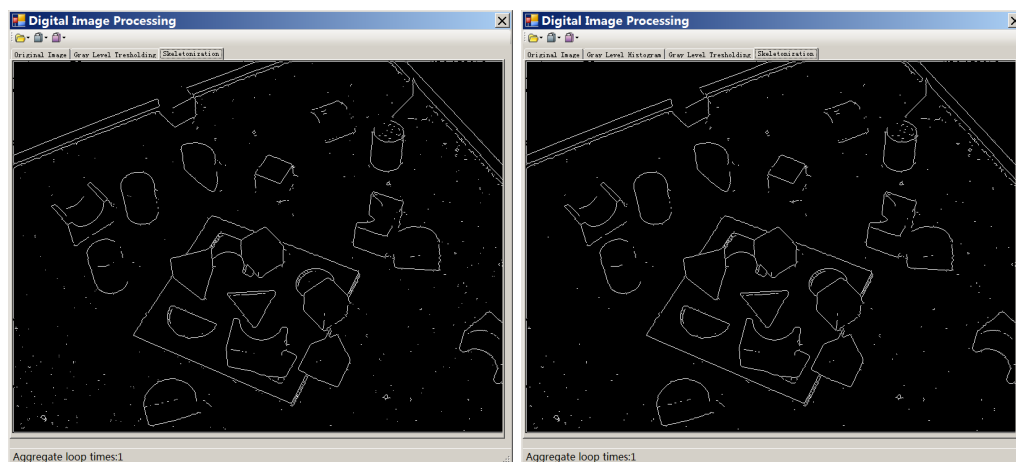 Digital Image Processing
Original Image Gray Level Tresholding Skeletonization
Aggregate loop times:1
Digital Image Processing
Original Image Gray Level Mistogram Gray Level Tresholding Skeletonization
Aggregate loop times:1